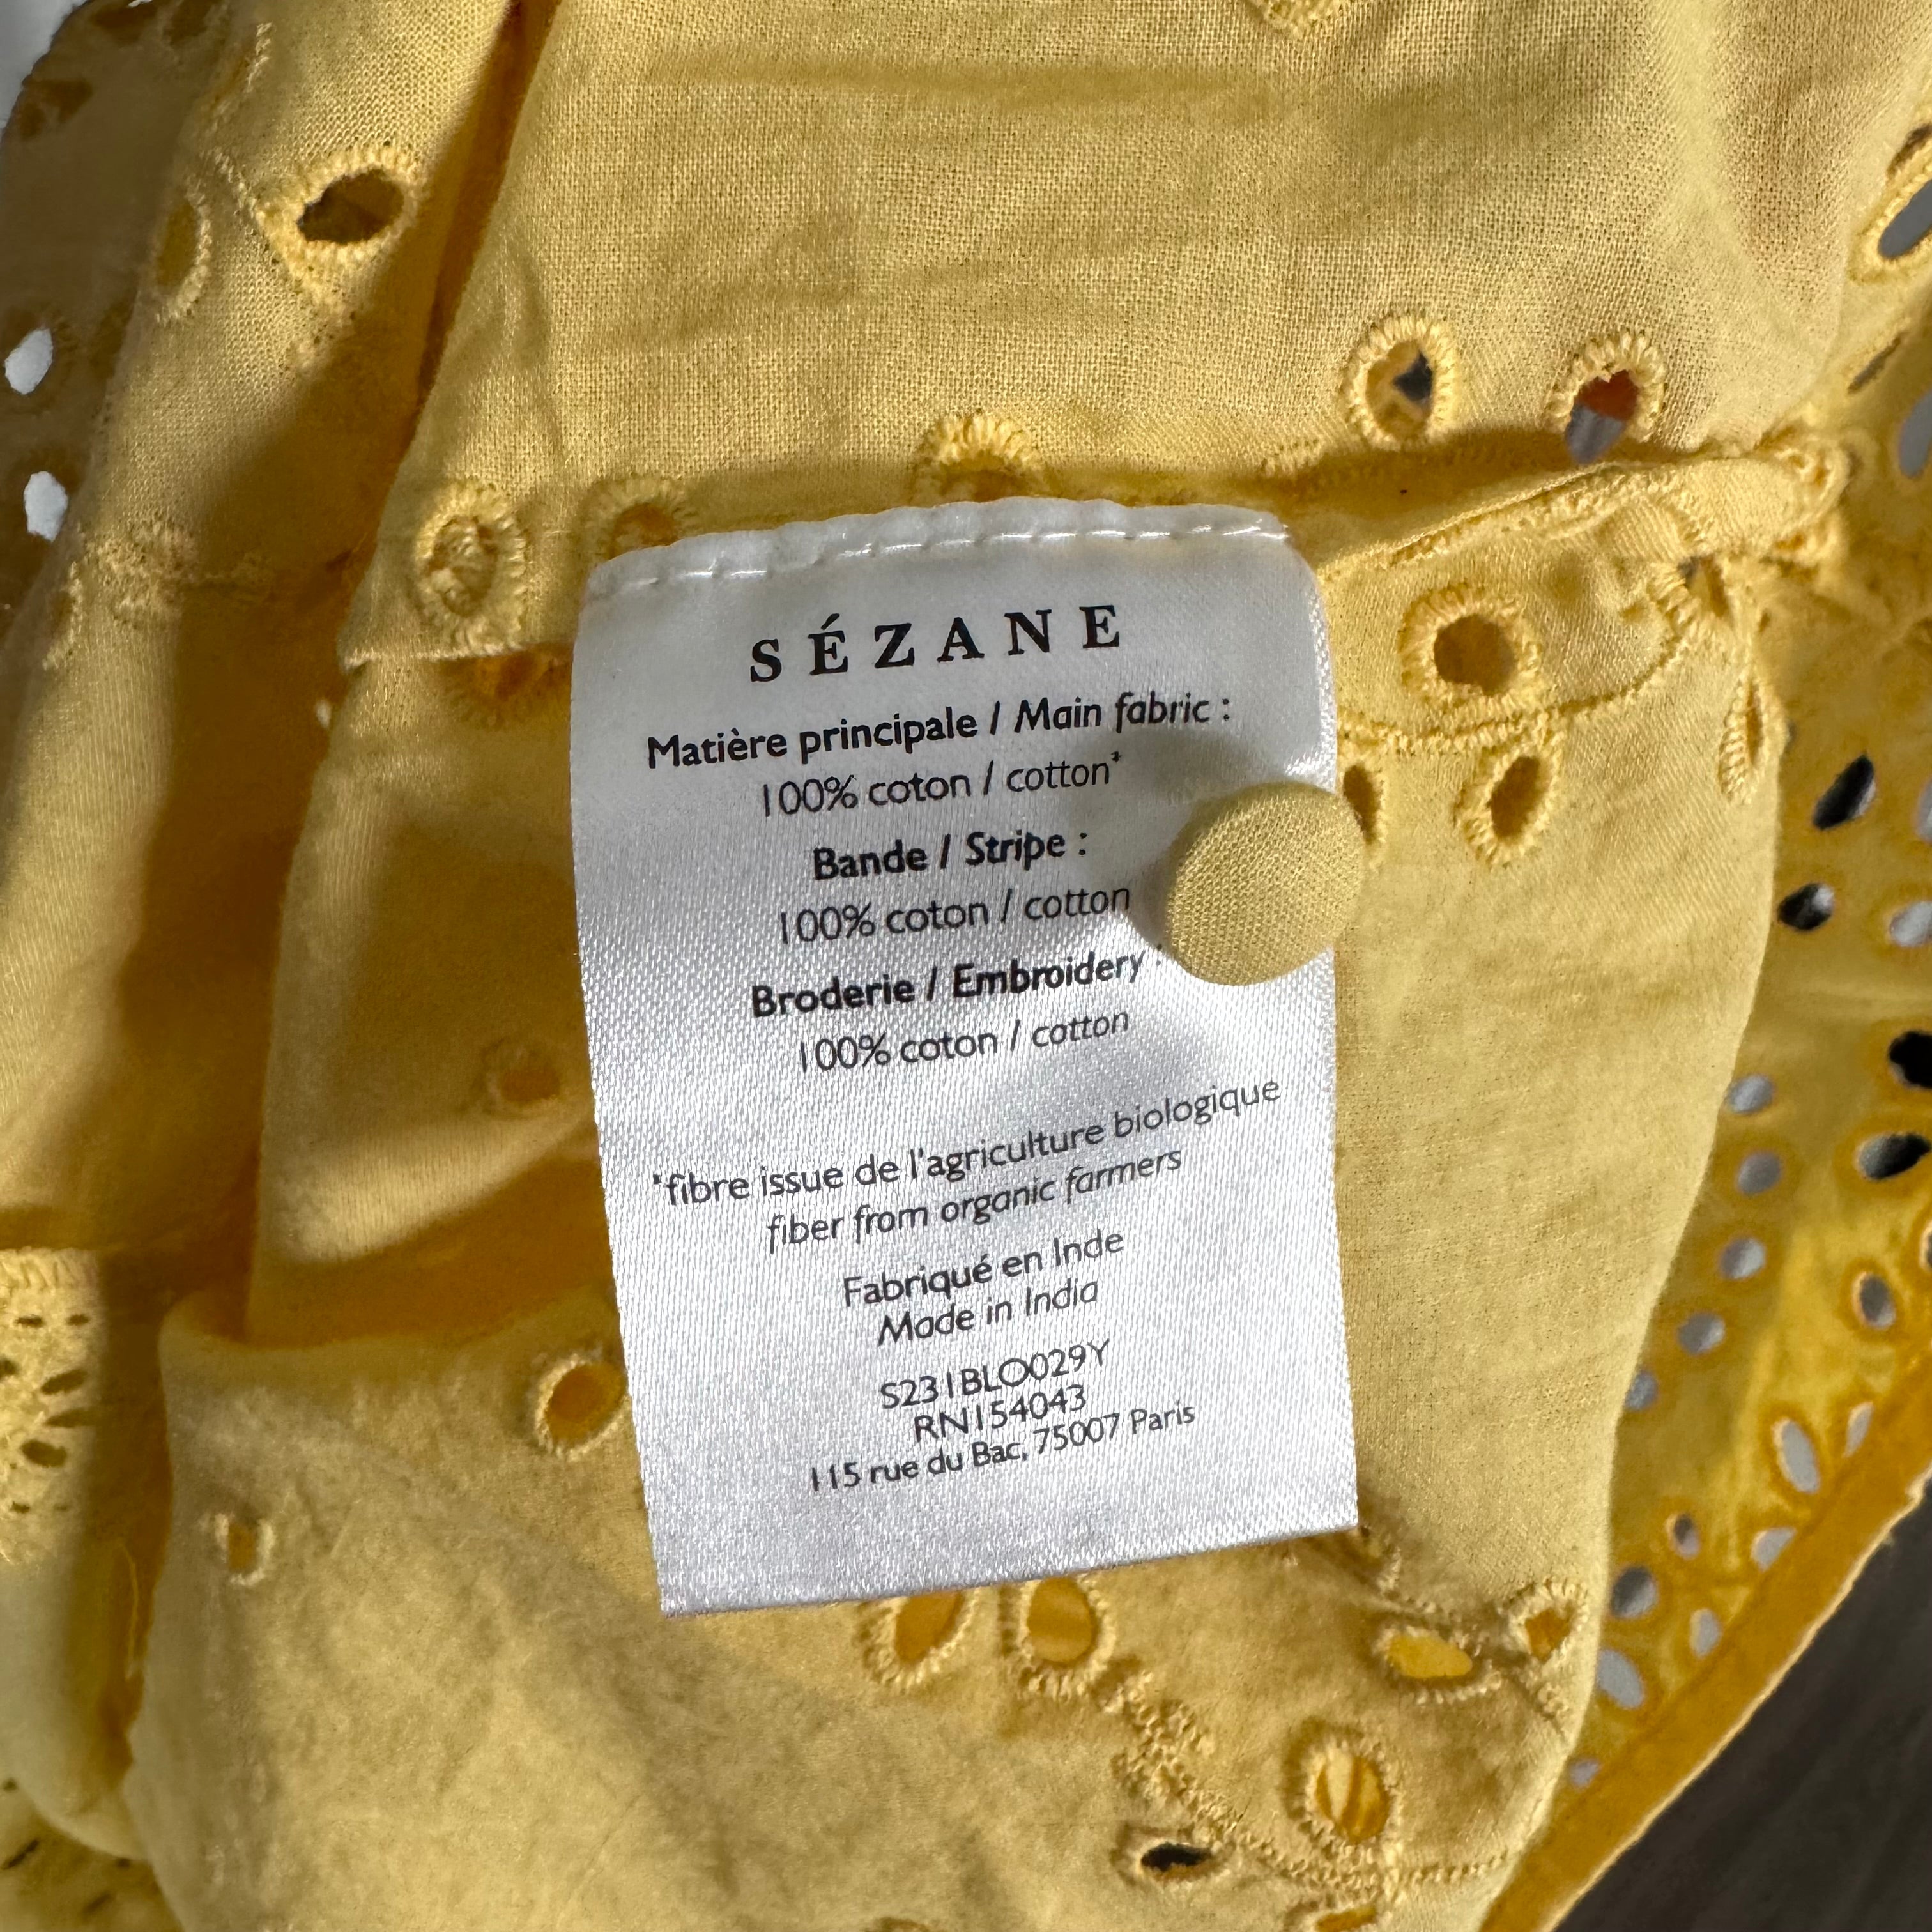 SÉZANE
Matière principale / Main fabric :
100% coton / cotton*
Bande / Stripe :
100% coton / cotton
Broderie / Embroidery :
100% coton / cotton
*fibre issue de l'agriculture biologique
fiber from organic farmers
Fabriqué en Inde
Made in India
S231BLO029Y
RN154043
115 rue du Bac, 75007 Paris